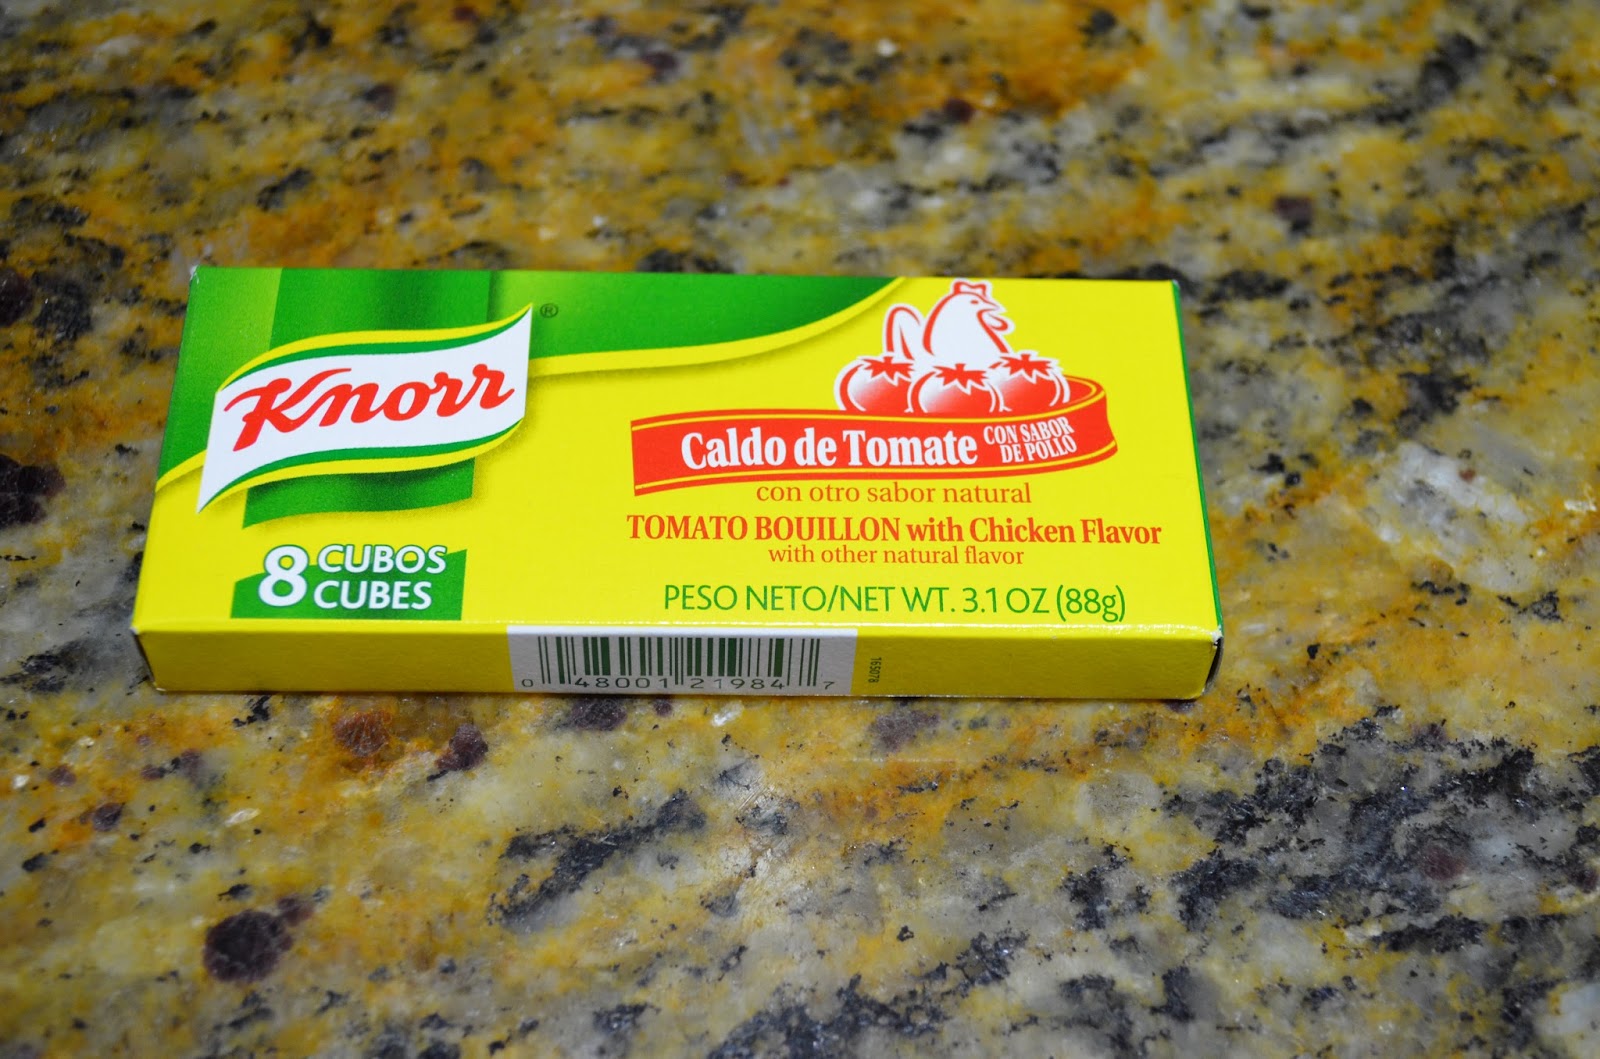 Knorr®
8 CUBOS
CUBES
Caldo de Tomate CON SABOR
DE POLLO
con otro sabor natural
TOMATO BOUILLON with Chicken Flavor
with other natural flavor
PESO NETO/NET WT. 3.1 OZ (88g)
0 48001 21984 7
165078